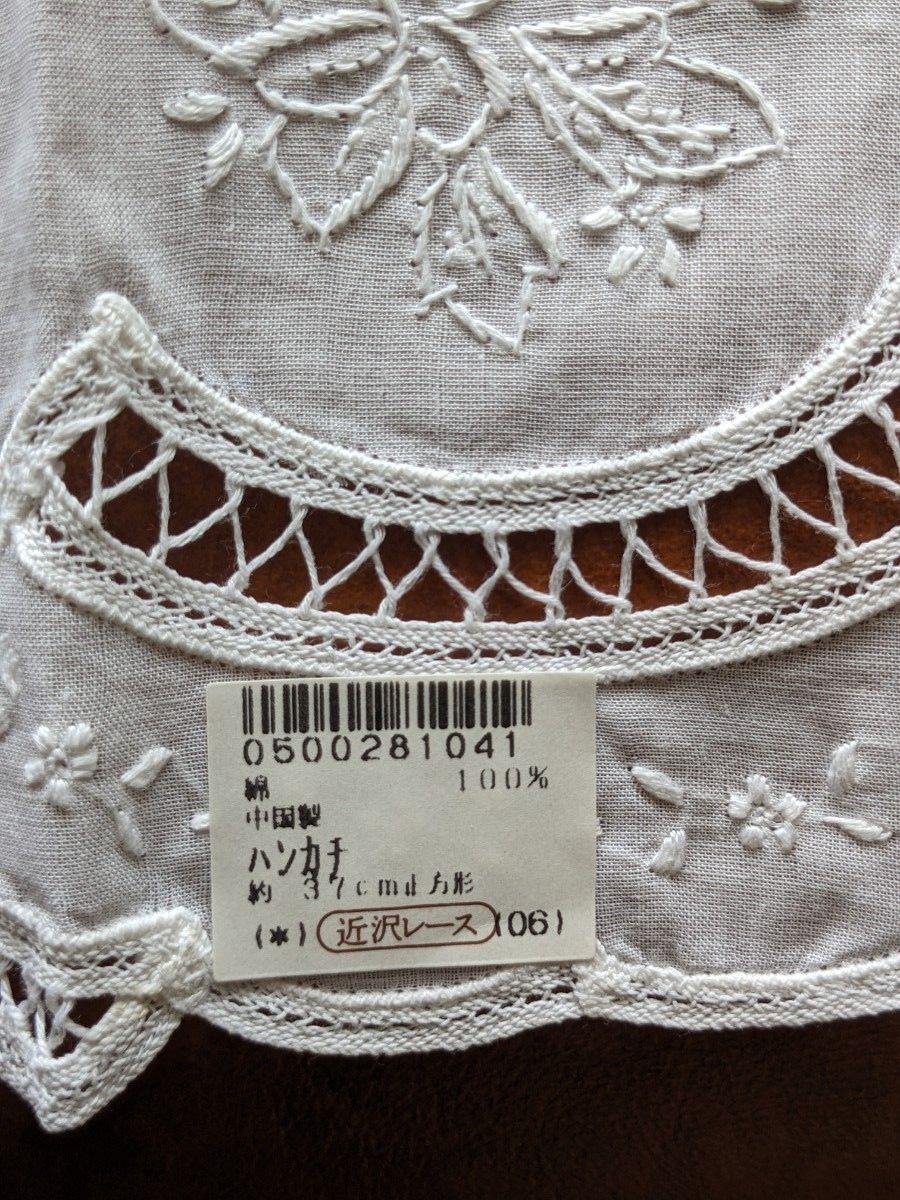 0500281041
綿 100%
中国製
ハンカチ
約 37cm正方形
(*) 近沢レース (06)